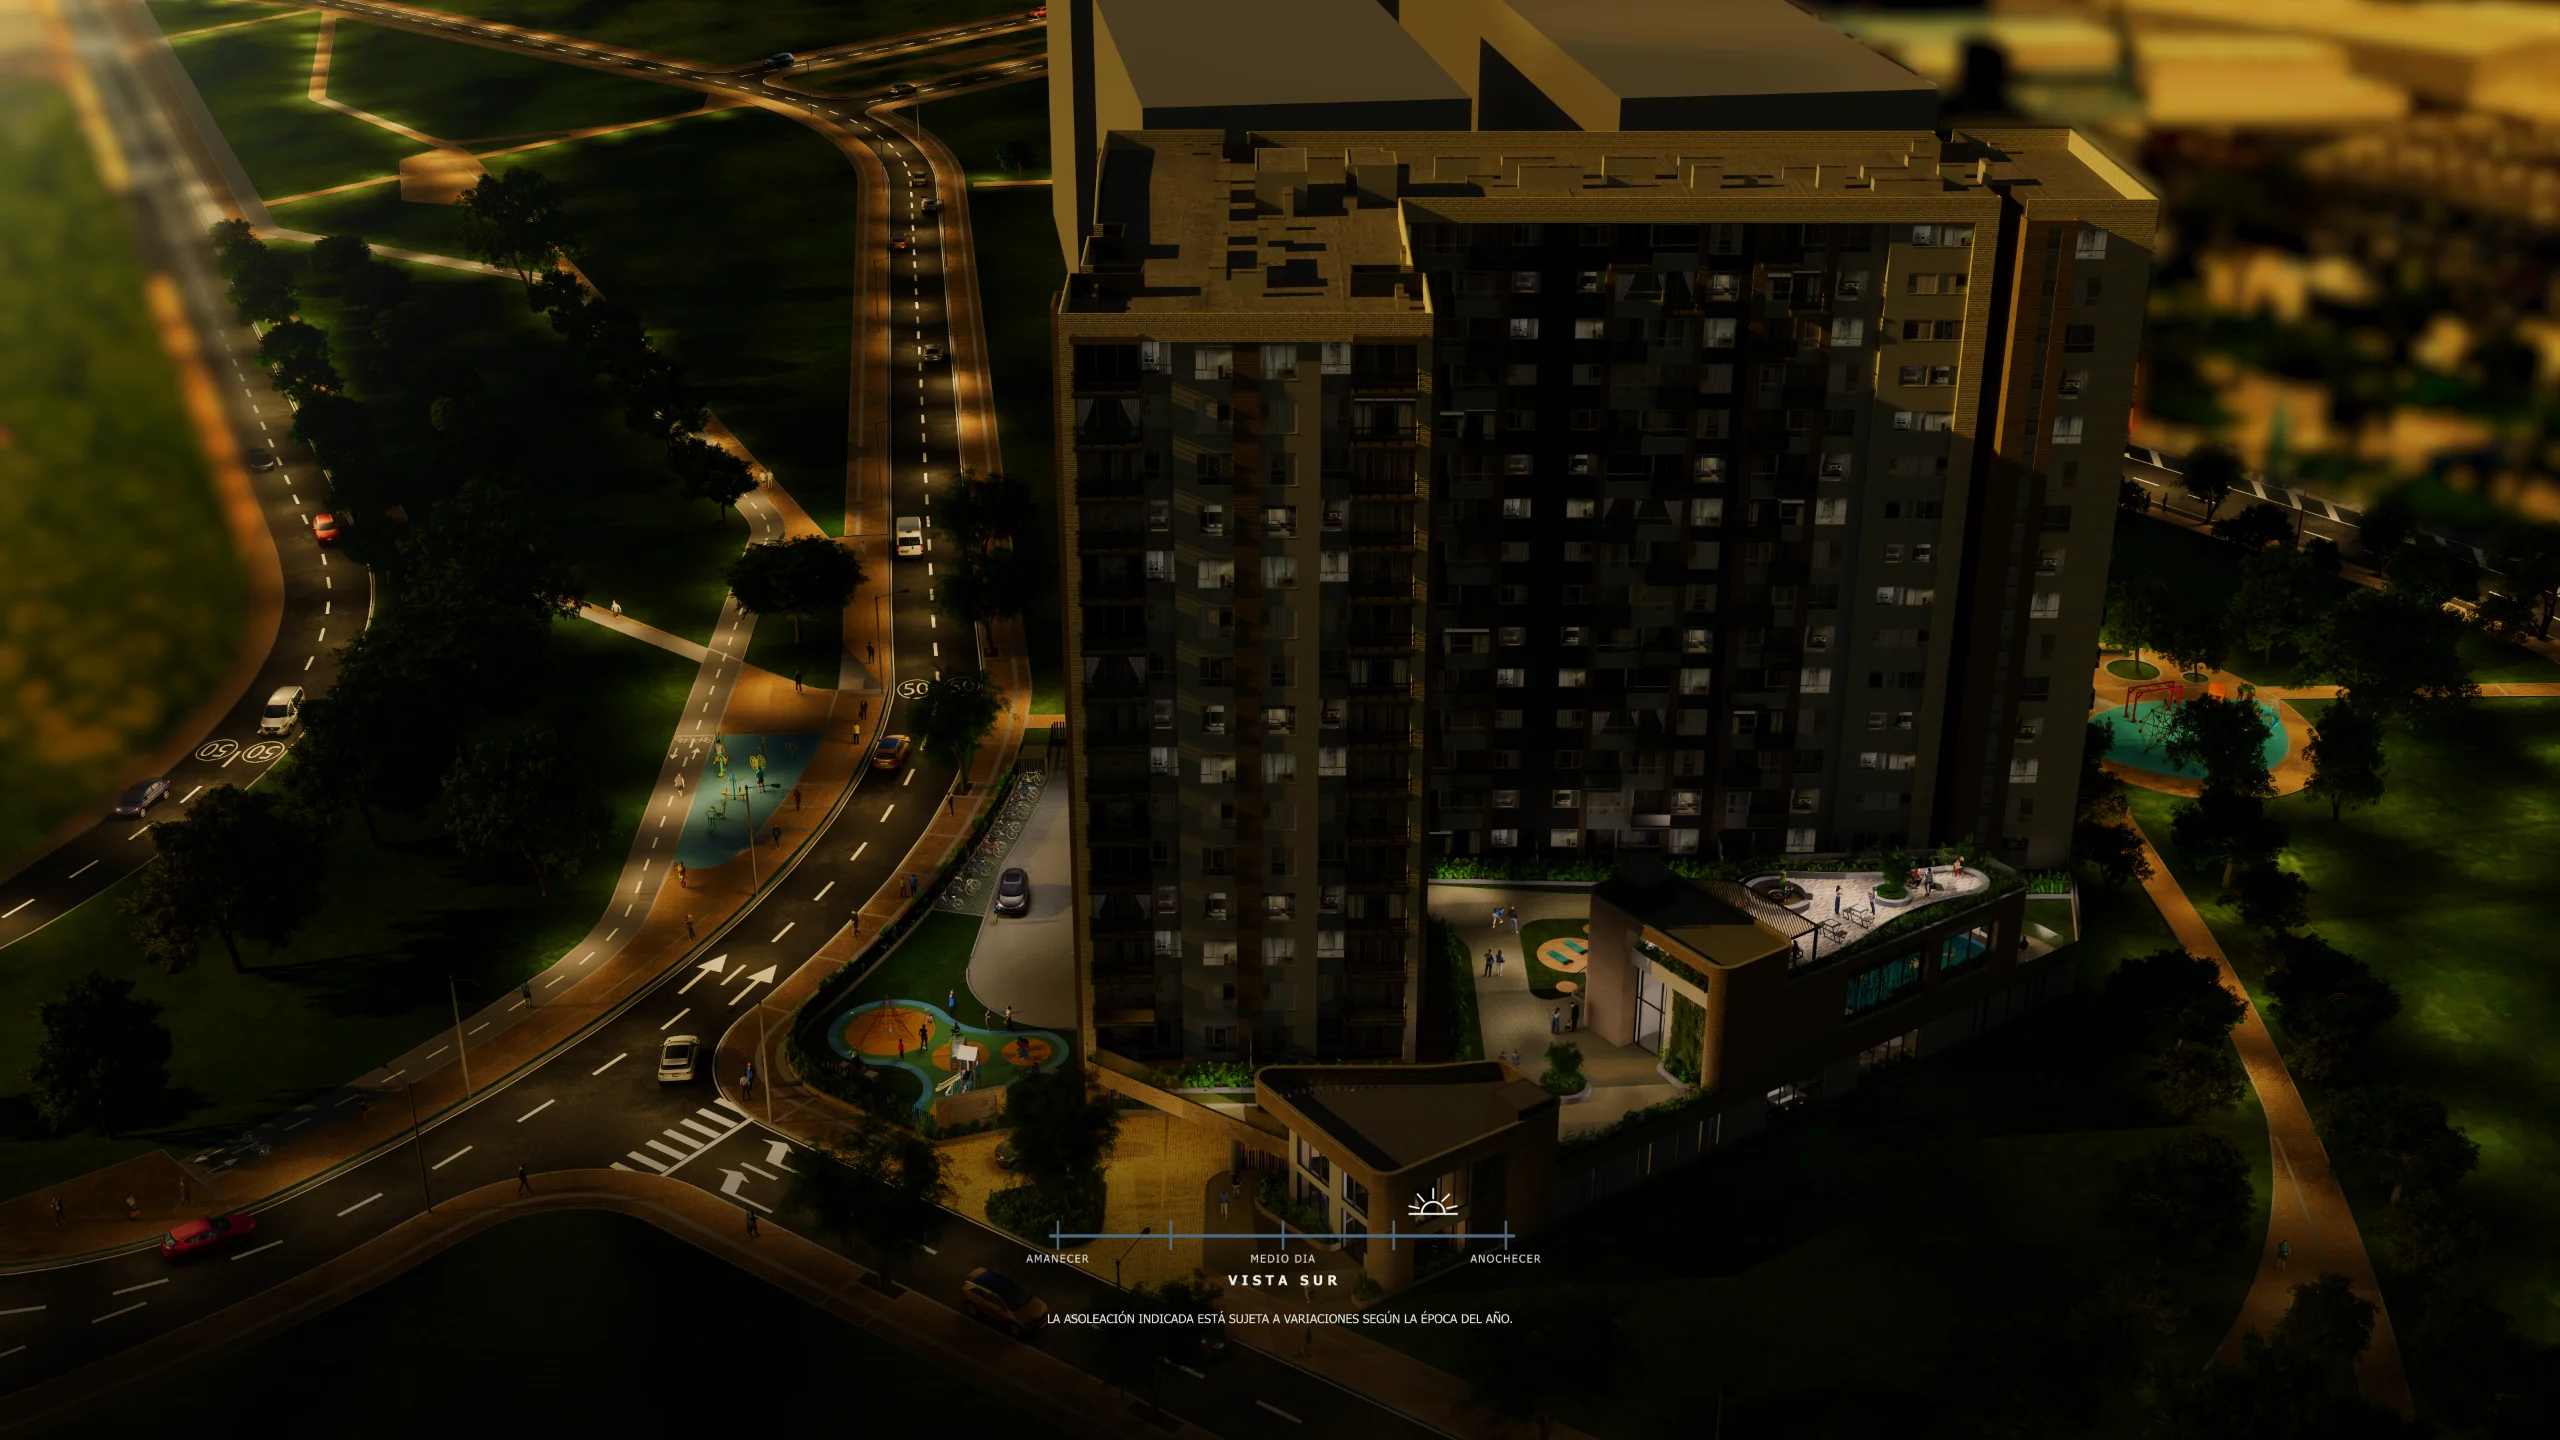 50
50
50/50
AMANECER MEDIO DIA ANOCHECER
VISTA SUR
LA ASOLEACIÓN INDICADA ESTÁ SUJETA A VARIACIONES SEGÚN LA ÉPOCA DEL AÑO.